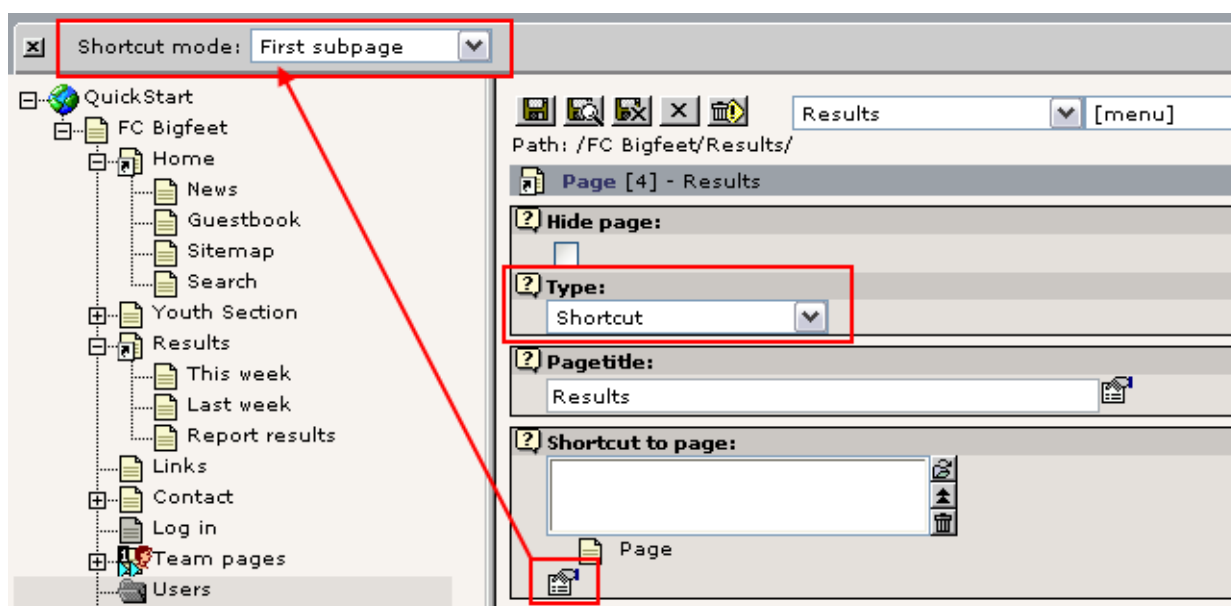 Shortcut mode: First subpage
QuickStart
FC Bigfeet
Home
News
Guestbook
Sitemap
Search
Youth Section
Results
This week
Last week
Report results
Links
Contact
Log in
Team pages
Users
Results [menu]
Path: /FC Bigfeet/Results/
Page [4] - Results
Hide page:
Type:
Shortcut
Pagetitle:
Results
Shortcut to page:
Page